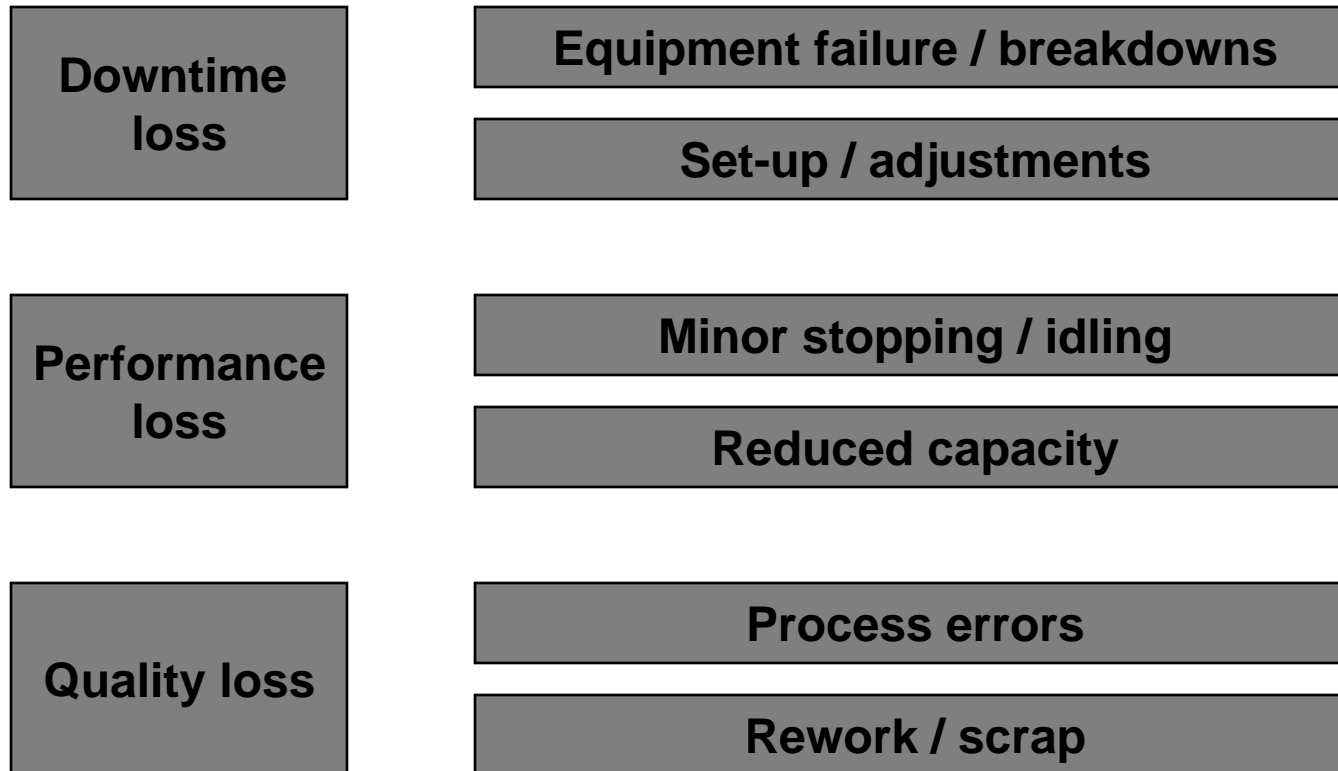 Downtime
loss
Equipment failure / breakdowns
Set-up / adjustments
Performance
loss
Minor stopping / idling
Reduced capacity
Quality loss
Process errors
Rework / scrap